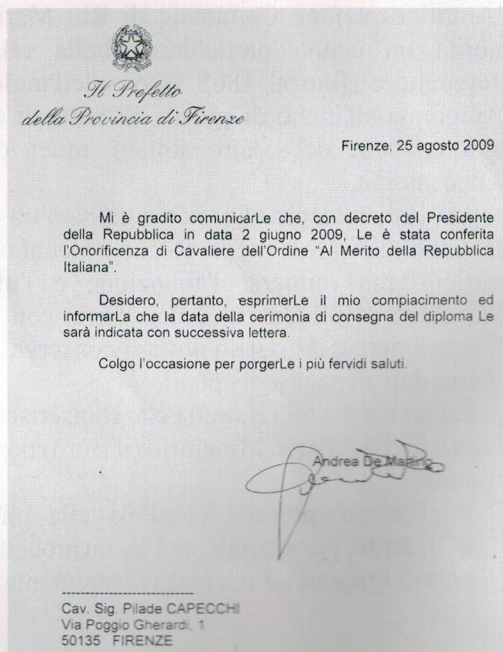 Il Prefetto
della Provincia di Firenze
Firenze, 25 agosto 2009
Mi è gradito comunicarLe che, con decreto del Presidente
della Repubblica in data 2 giugno 2009, Le è stata conferita
l'Onorificenza di Cavaliere dell'Ordine "Al Merito della Repubblica
Italiana".
Desidero, pertanto, esprimerLe il mio compiacimento ed
informarLa che la data della cerimonia di consegna del diploma Le
sarà indicata con successiva lettera.
Colgo l'occasione per porgerLe i più fervidi saluti.
Andrea De Martino
-------------------------------
Cav. Sig. Pilade CAPECCHI
Via Poggio Gherardi, 1
50135 FIRENZE